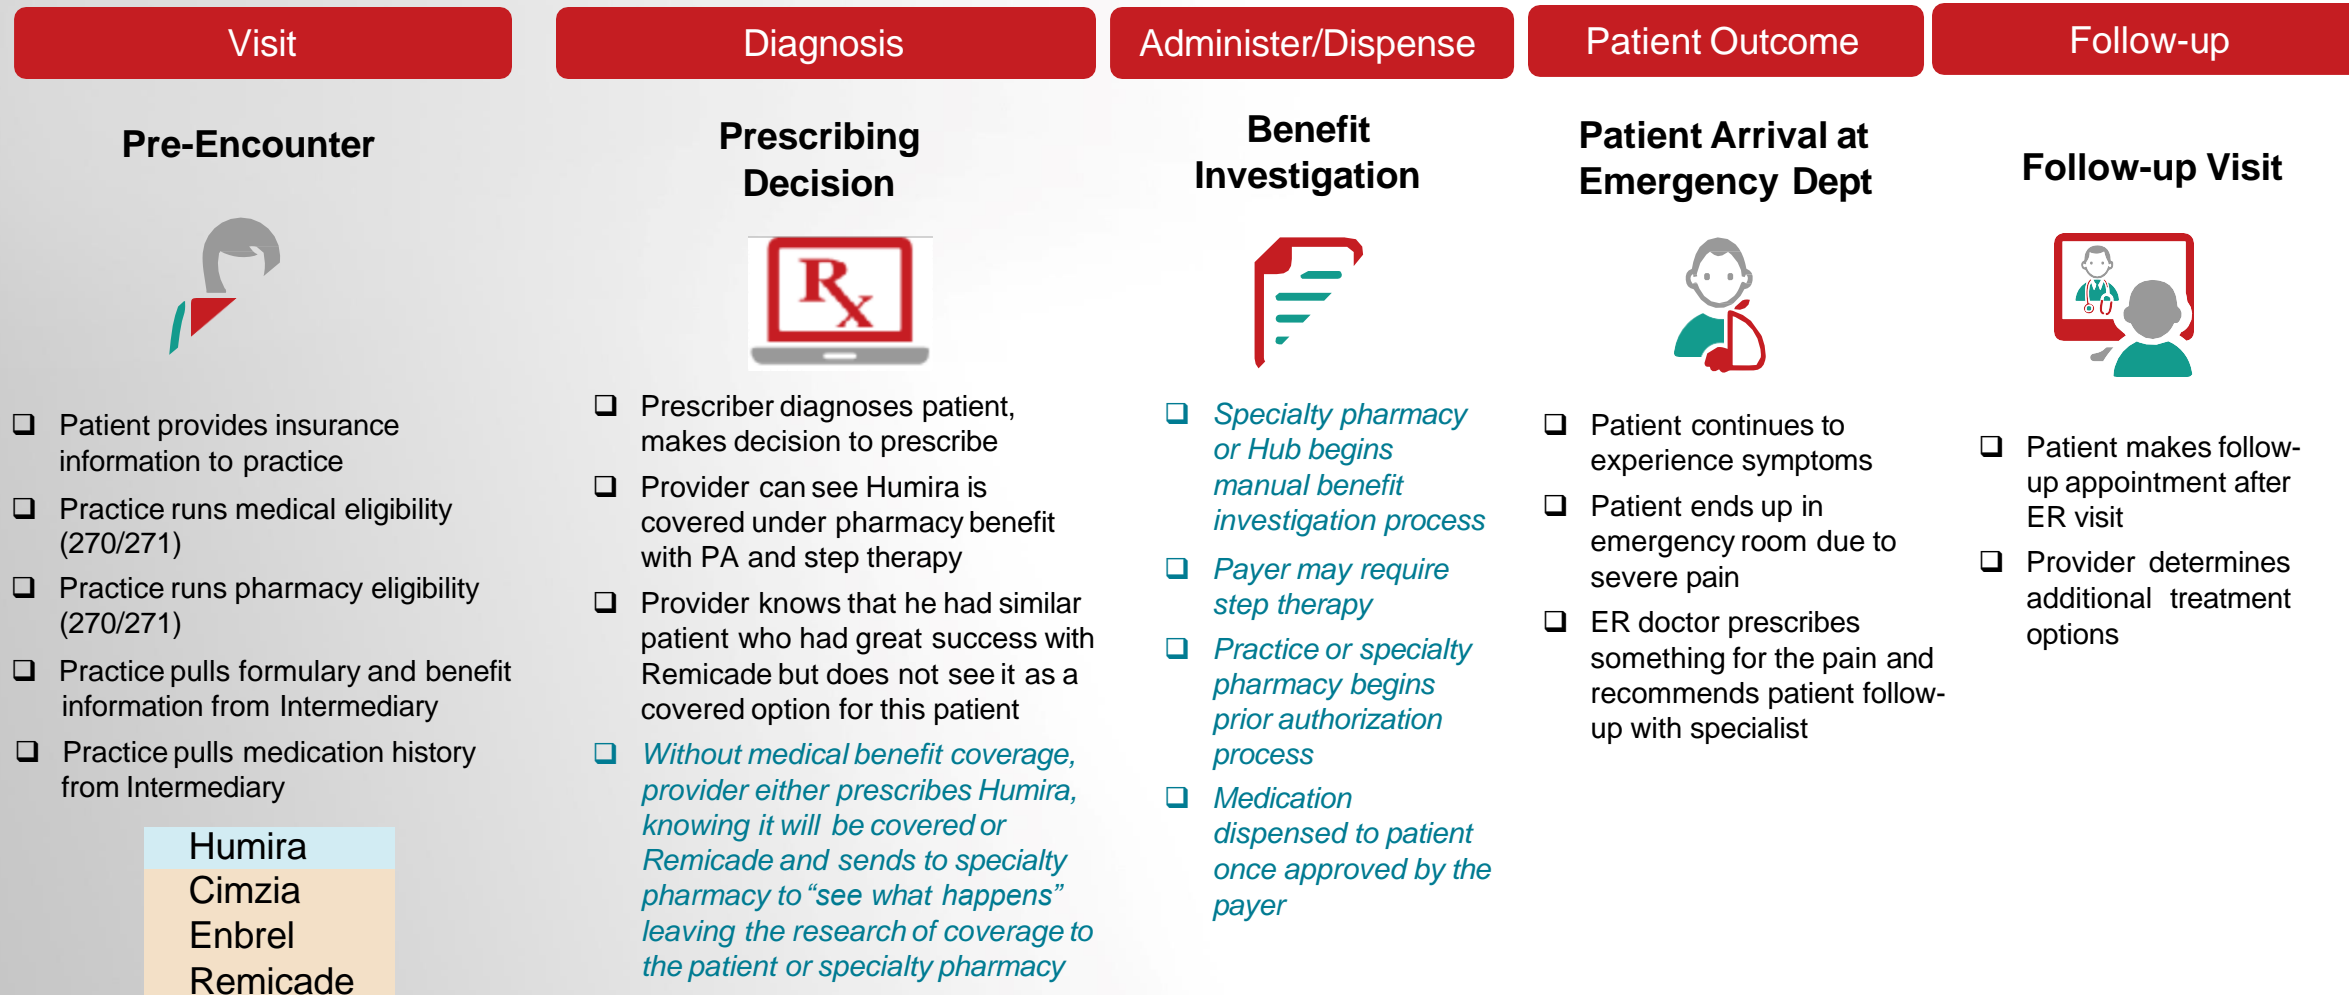 Visit
Pre-Encounter
Patient provides insurance
information to practice
Practice runs medical eligibility
(270/271)
Practice runs pharmacy eligibility
(270/271)
Practice pulls formulary and benefit
information from Intermediary
Practice pulls medication history
from Intermediary
Humira
Cimzia
Enbrel
Remicade
Diagnosis
Prescribing
Decision
Rx
Prescriber diagnoses patient,
makes decision to prescribe
Provider can see Humira is
covered under pharmacy benefit
with PA and step therapy
Provider knows that he had similar
patient who had great success with
Remicade but does not see it as a
covered option for this patient
Without medical benefit coverage,
provider either prescribes Humira,
knowing it will be covered or
Remicade and sends to specialty
pharmacy to “see what happens”
leaving the research of coverage to
the patient or specialty pharmacy
Administer/Dispense
Benefit
Investigation
Specialty pharmacy
or Hub begins
manual benefit
investigation process
Payer may require
step therapy
Practice or specialty
pharmacy begins
prior authorization
process
Medication
dispensed to patient
once approved by the
payer
Patient Outcome
Patient Arrival at
Emergency Dept
Patient continues to
experience symptoms
Patient ends up in
emergency room due to
severe pain
ER doctor prescribes
something for the pain and
recommends patient follow-
up with specialist
Follow-up
Follow-up Visit
Patient makes follow-
up appointment after
ER visit
Provider determines
additional treatment
options